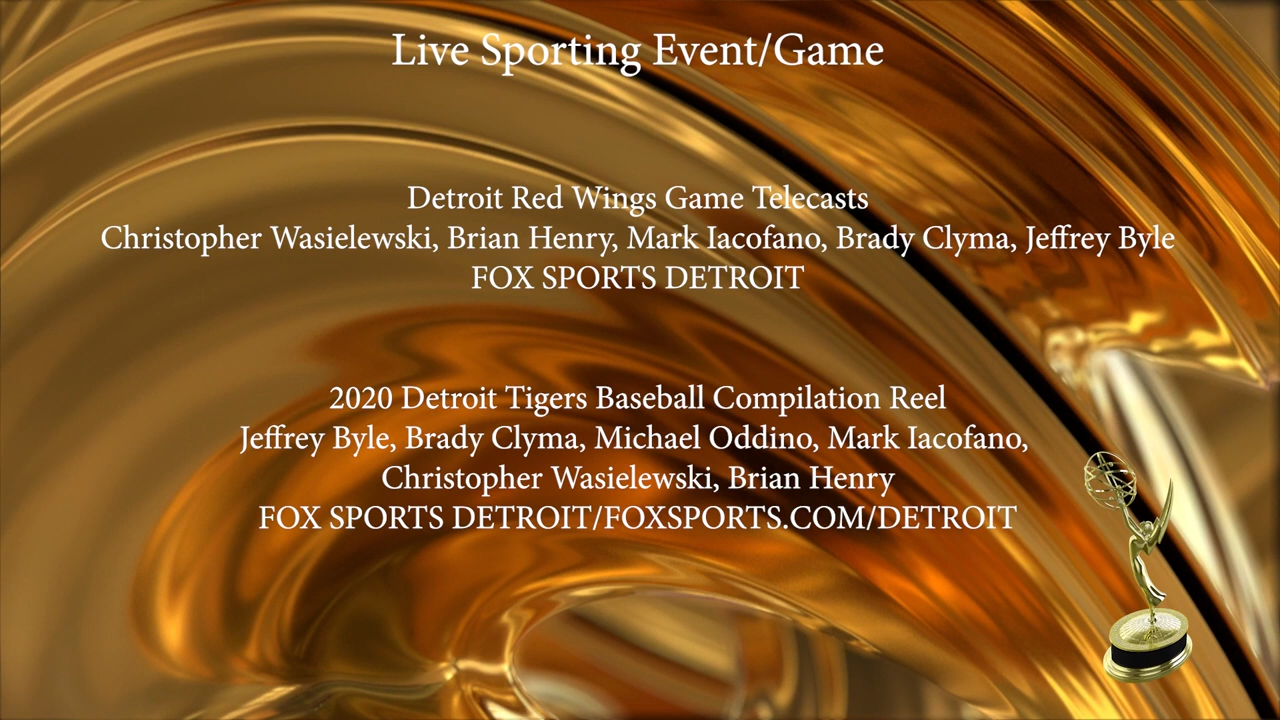 Live Sporting Event/Game
Detroit Red Wings Game Telecasts
Christopher Wasielewski, Brian Henry, Mark Iacofano, Brady Clyma, Jeffrey Byle
FOX SPORTS DETROIT
2020 Detroit Tigers Baseball Compilation Reel
Jeffrey Byle, Brady Clyma, Michael Oddino, Mark Iacofano,
Christopher Wasielewski, Brian Henry
FOX SPORTS DETROIT/FOXSPORTS.COM/DETROIT